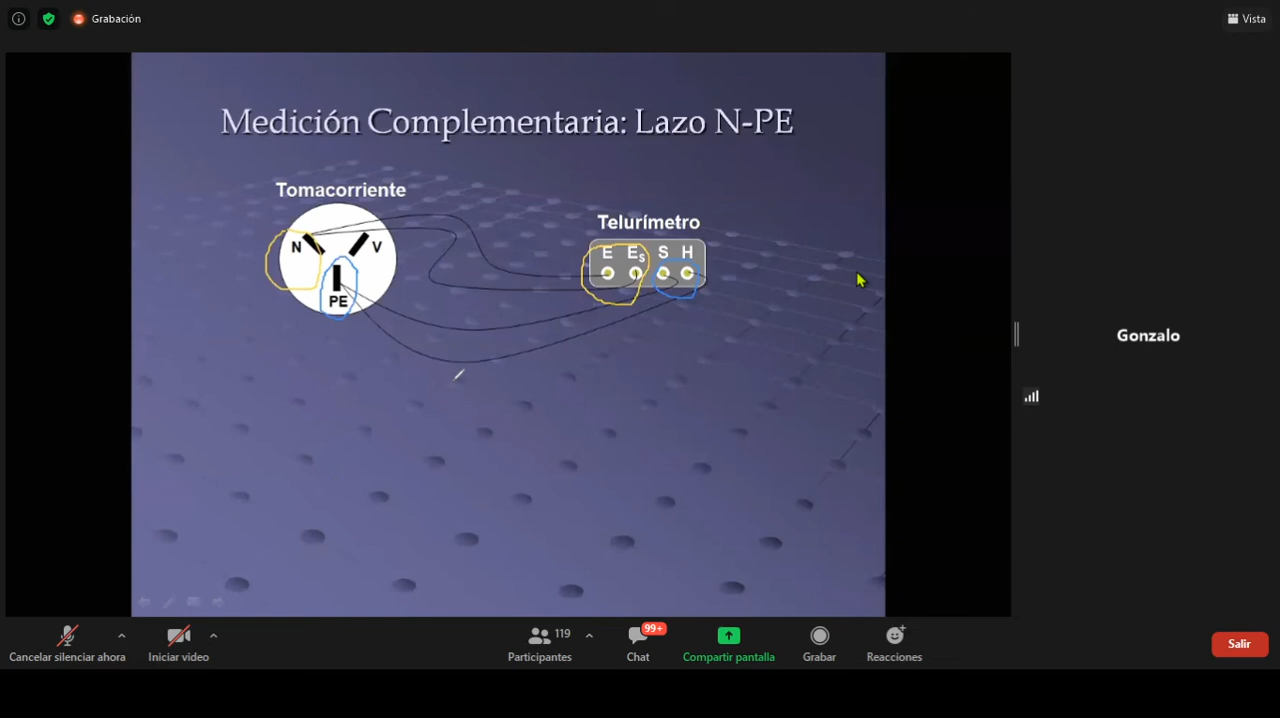 Grabación
Vista
Medición Complementaria: Lazo N-PE
Tomacorriente
N
V
PE
Telurímetro
E ES S H
Gonzalo
Cancelar silenciar ahora
Iniciar video
119
Participantes
99+
Chat
Compartir pantalla
Grabar
Reacciones
Salir